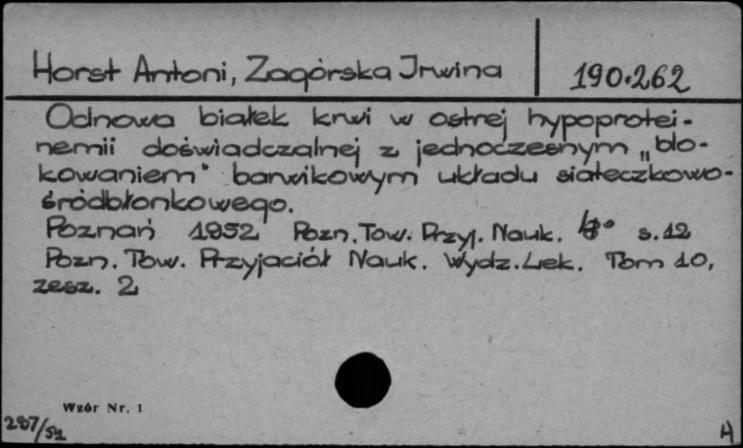 Horst Antoni, Zagórska Irwina
190.262
Odnowa białek krwi w ostrej hypoprotei-
nemii doświadczalnej z jednoczesnym „blo-
kowaniem" barwikowym układu siateczkowo-
śródbłonkowego.
Poznań 1952 Pozn. Tow. Przyj. Nauk. 8° s. 12
Pozn. Tow. Przyjaciół Nauk. Wydz. Lek. Tom 10,
zesz. 2
Wzór Nr. 1
287/52
H